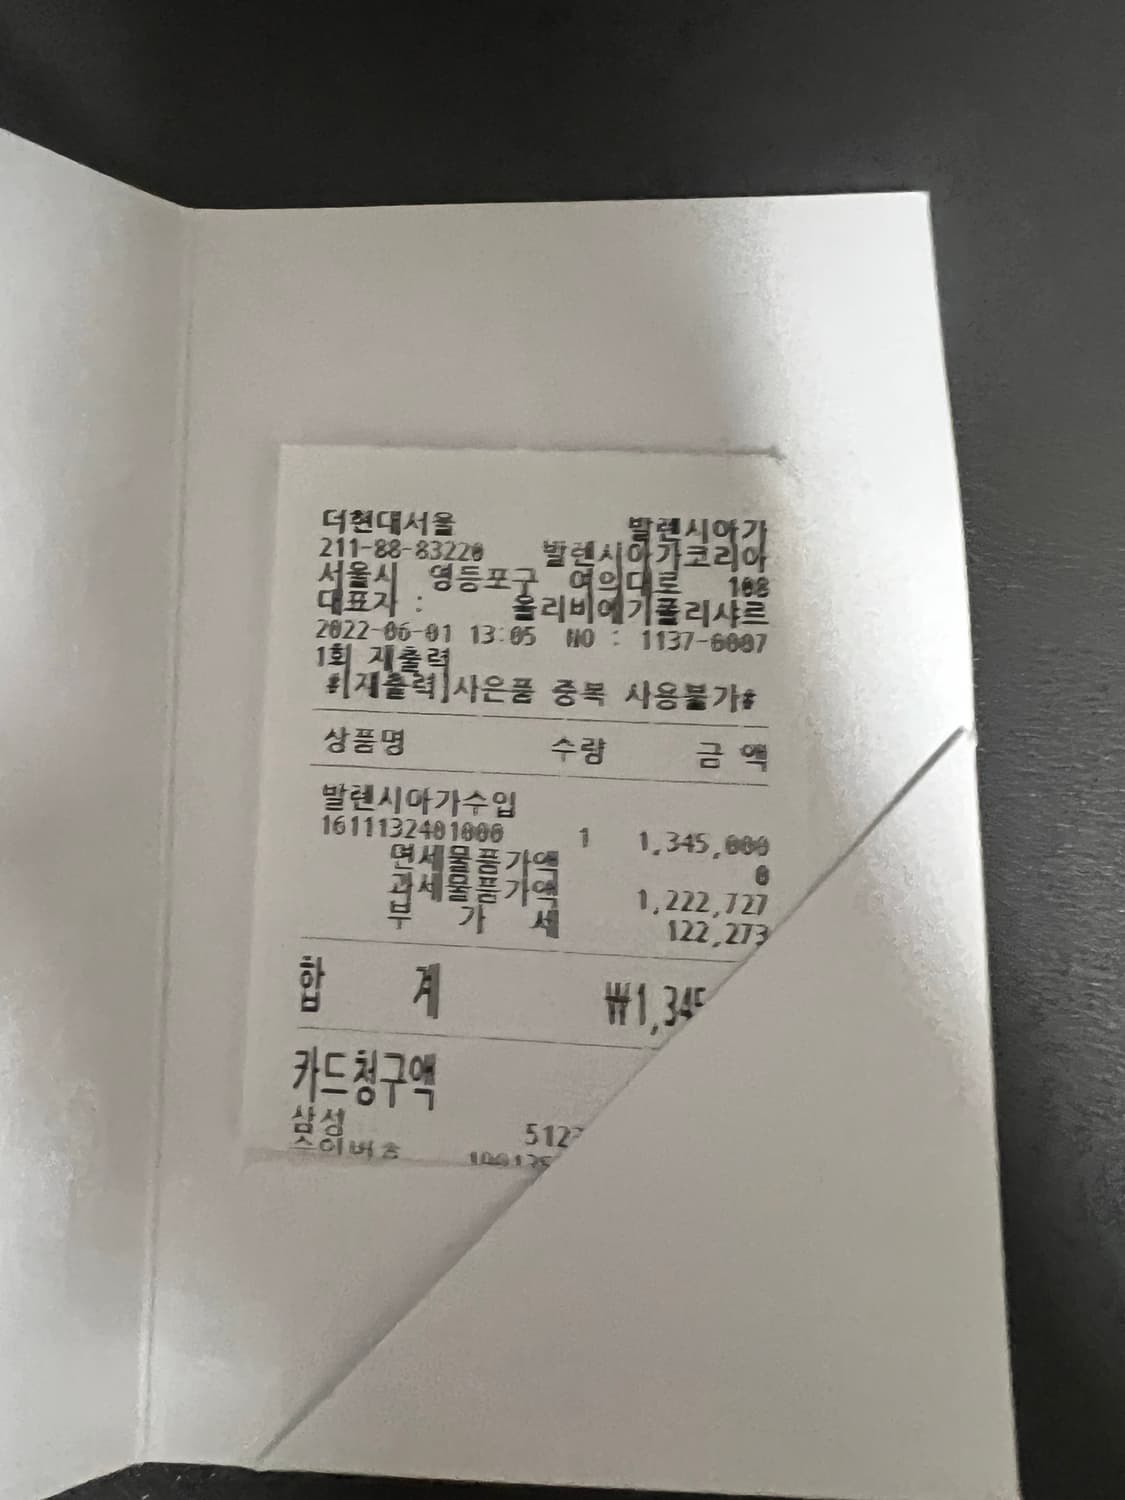 더현대서울 발렌시아가
211-88-83220 발렌시아가코리아
서울시 영등포구 여의대로 108
대표자 : 올리비에기클리샤르
2022-06-01 13:05 NO : 1137-0007
1회 재출력
#[재출력]사은품 중복 사용불가#
상품명 수량 금 액
발렌시아가수입
1611132401000 1 1,345,000
면세물품가액 0
과세물품가액 1,222,727
부 가 세 122,273
합 계 ₩1,345
카드청구액
삼성 512